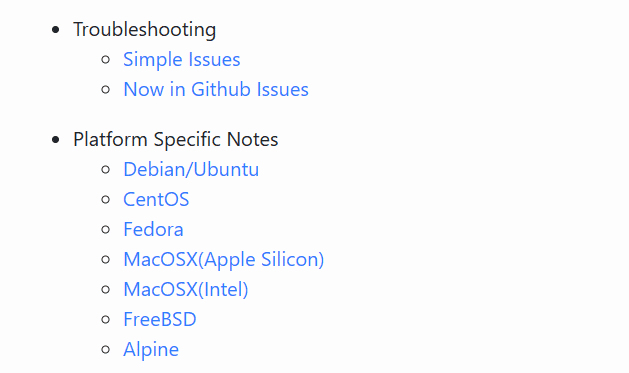 Troubleshooting
Simple Issues
Now in Github Issues
Platform Specific Notes
Debian/Ubuntu
CentOS
Fedora
MacOSX(Apple Silicon)
MacOSX(Intel)
FreeBSD
Alpine